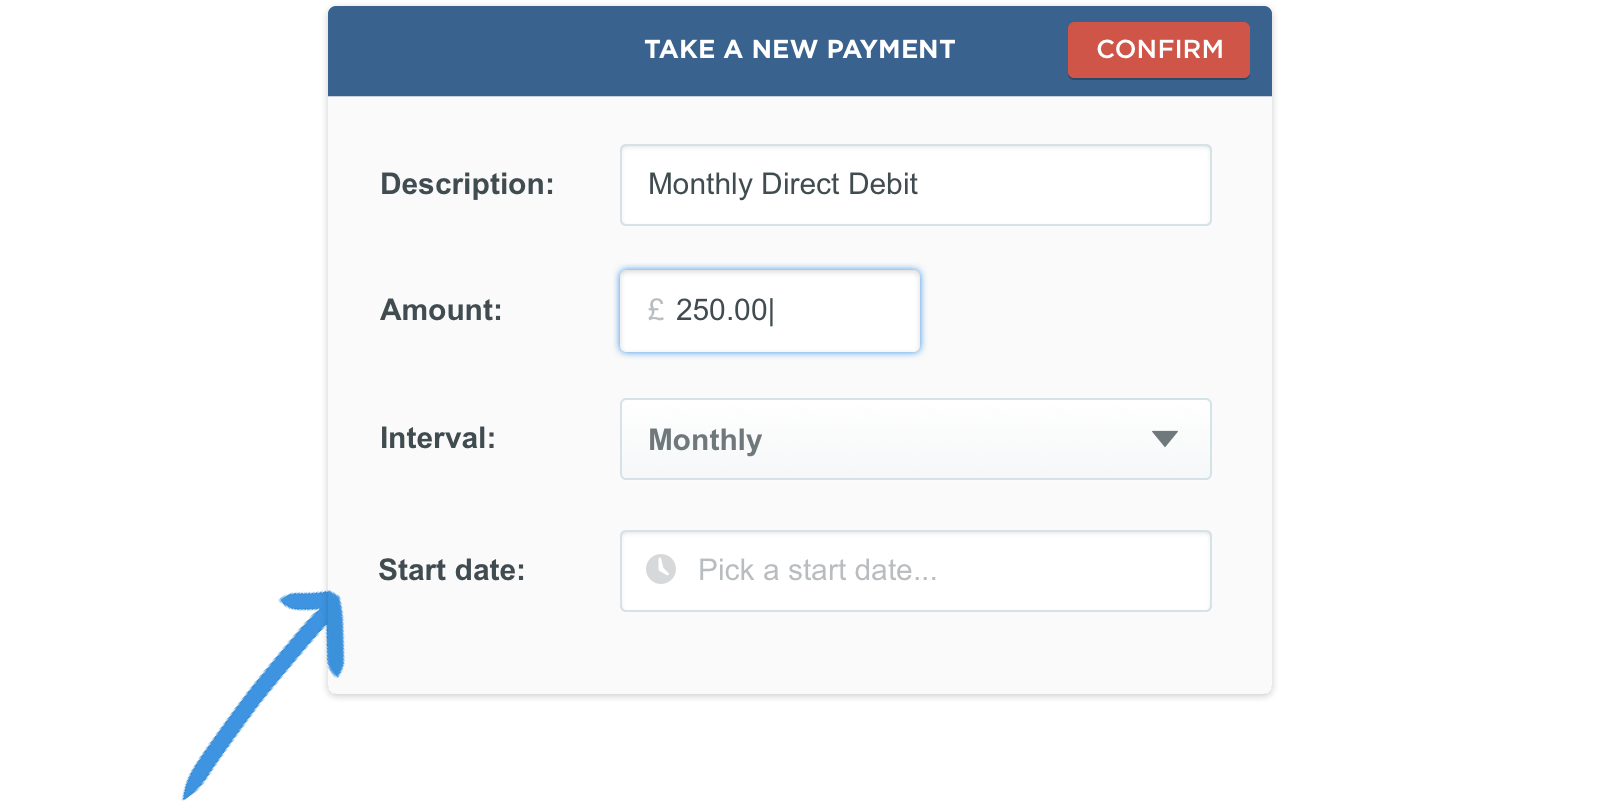 TAKE A NEW PAYMENT CONFIRM
Description: Monthly Direct Debit
Amount: £ 250.00
Interval: Monthly
Start date: Pick a start date...